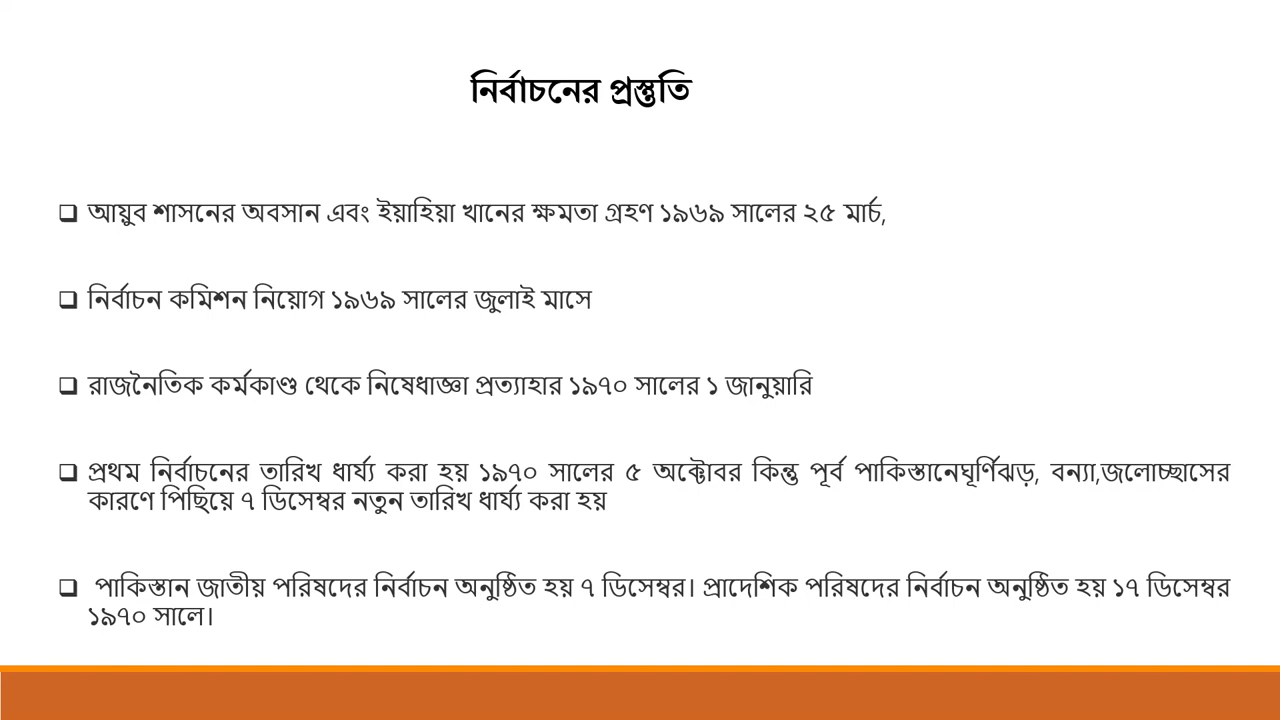 নির্বাচনের প্রস্তুতি
আয়ুব শাসনের অবসান এবং ইয়াহিয়া খানের ক্ষমতা গ্রহণ ১৯৬৯ সালের ২৫ মার্চ,
নির্বাচন কমিশন নিয়োগ ১৯৬৯ সালের জুলাই মাসে
রাজনৈতিক কর্মকাণ্ড থেকে নিষেধাজ্ঞা প্রত্যাহার ১৯৭০ সালের ১ জানুয়ারি
প্রথম নির্বাচনের তারিখ ধার্য্য করা হয় ১৯৭০ সালের ৫ অক্টোবর কিন্তু পূর্ব পাকিস্তানেঘূর্ণিঝড়, বন্যা,জলোচ্ছাসের
কারণে পিছিয়ে ৭ ডিসেম্বর নতুন তারিখ ধার্য্য করা হয়
পাকিস্তান জাতীয় পরিষদের নির্বাচন অনুষ্ঠিত হয় ৭ ডিসেম্বর। প্রাদেশিক পরিষদের নির্বাচন অনুষ্ঠিত হয় ১৭ ডিসেম্বর
১৯৭০ সালে।